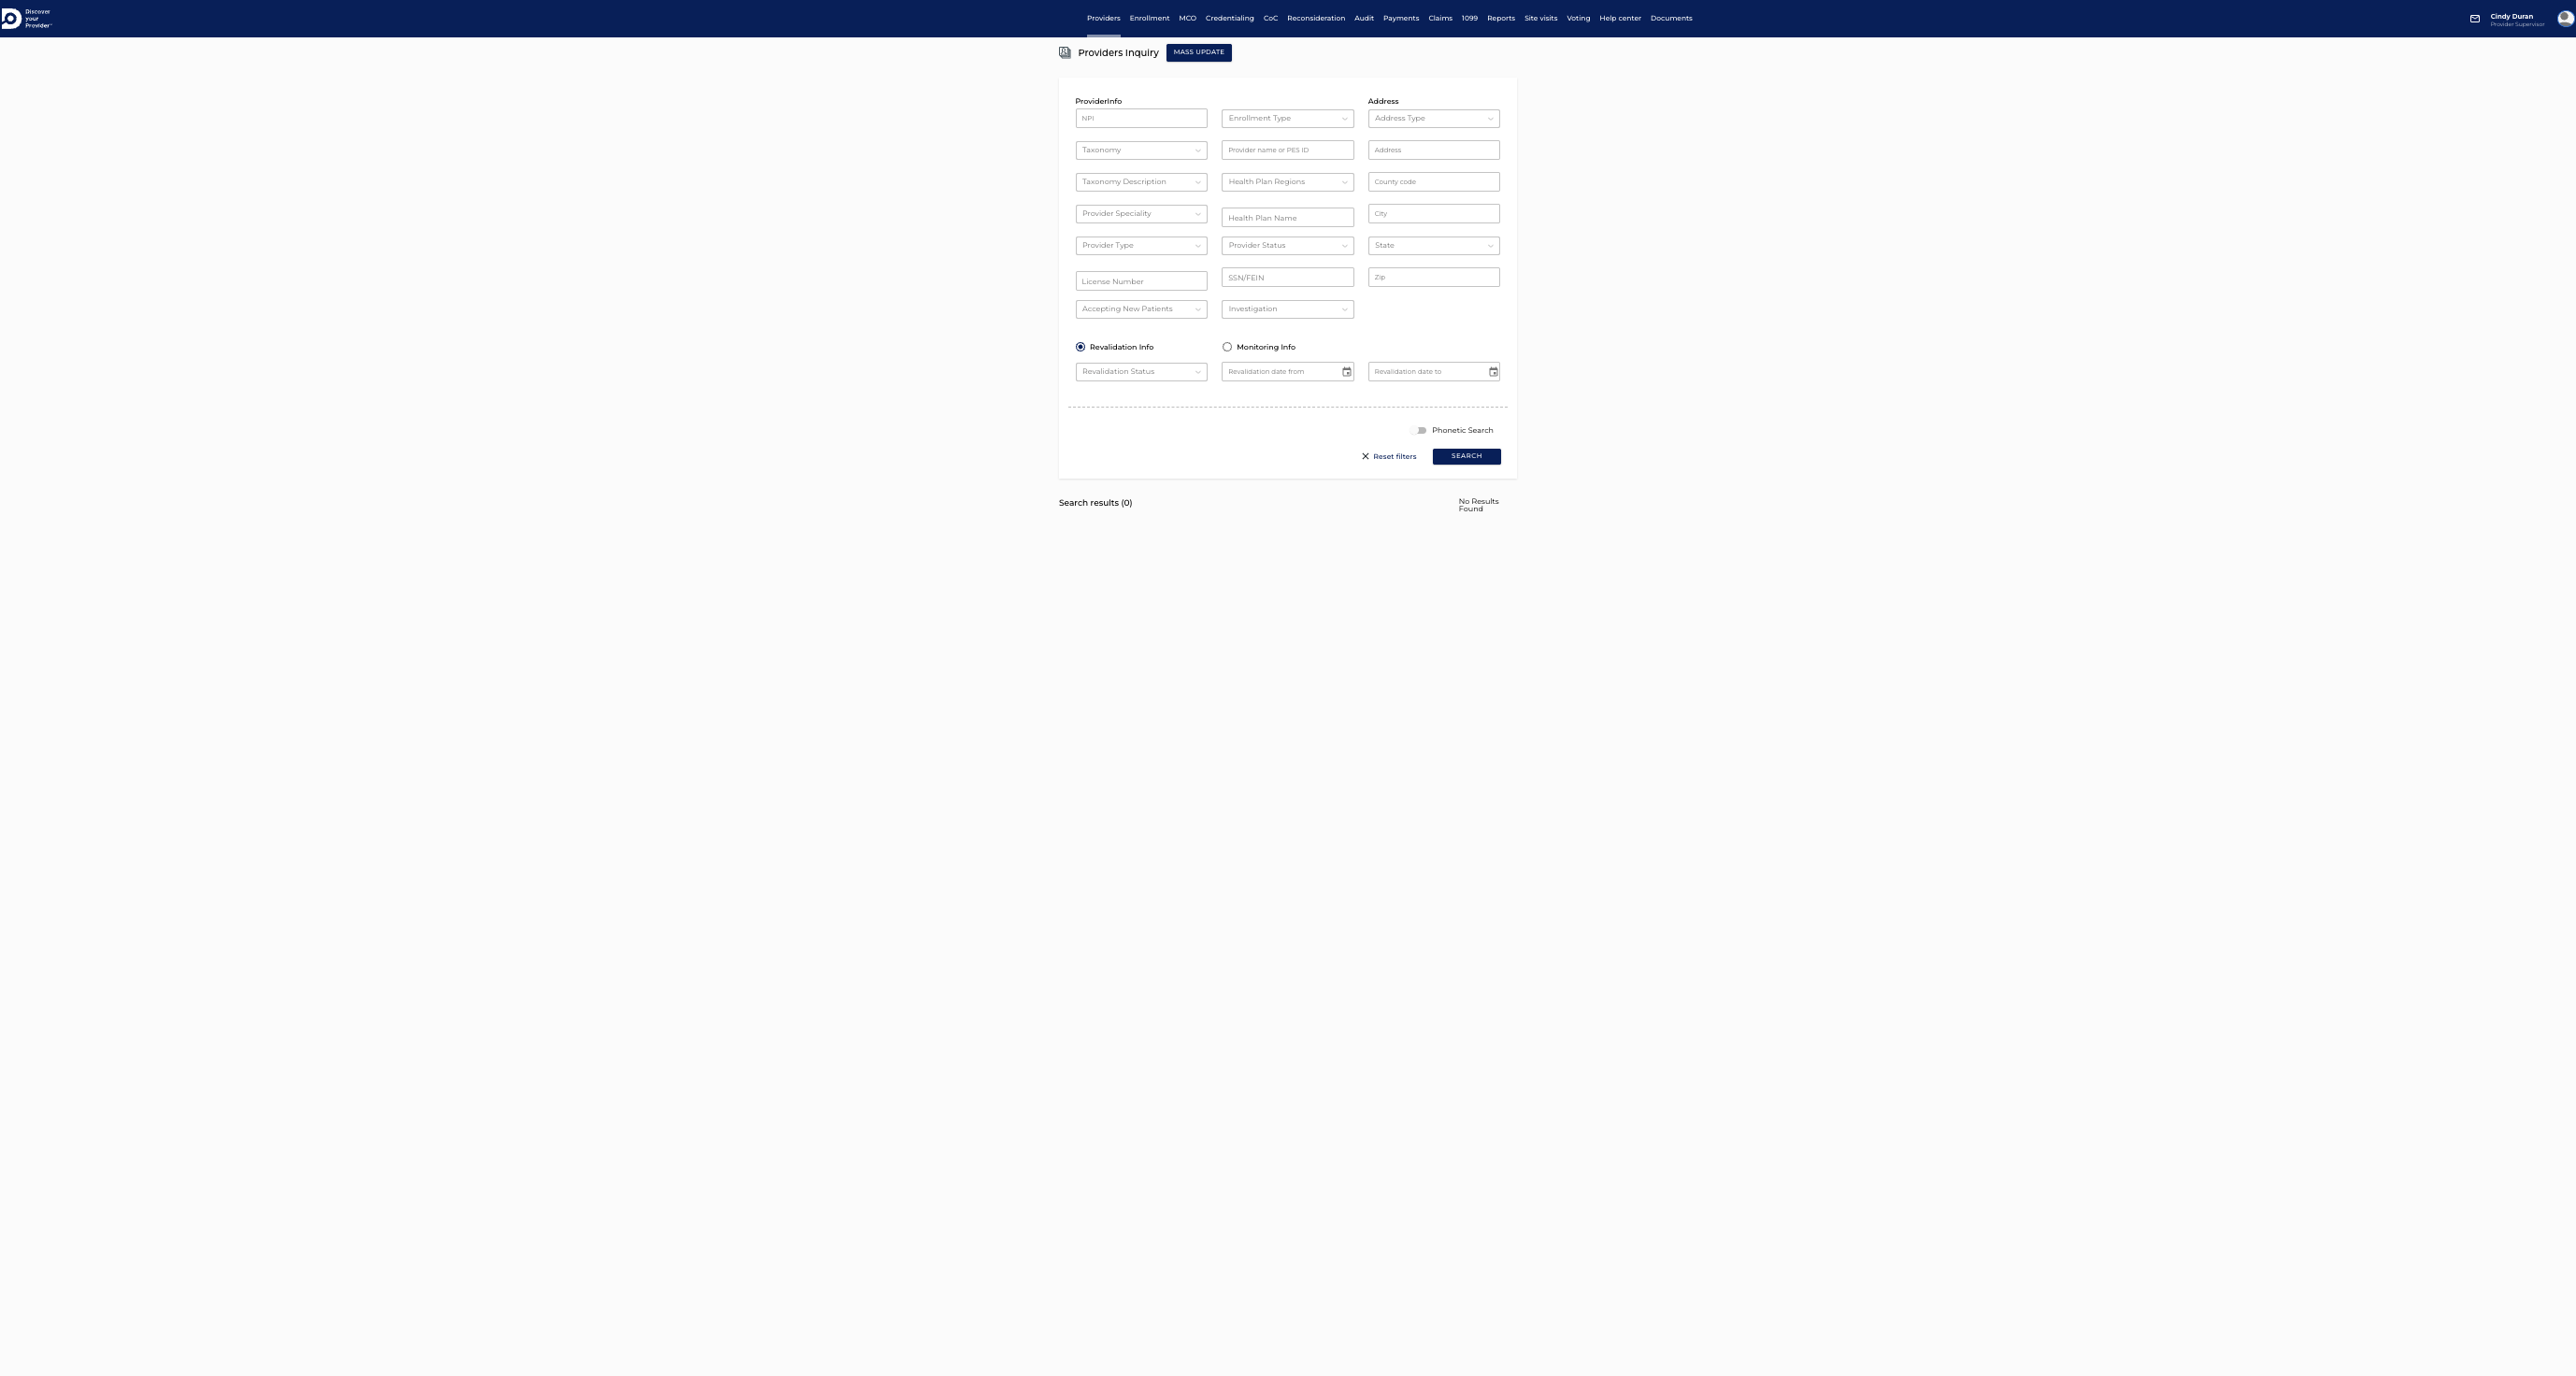 Discover
your
Provider
Providers Enrollment MCO Credentialing CoC Reconsideration Audit Payments Claims 1099 Reports Site visits Voting Help center Documents
Cindy Duran
Provider Supervisor
Providers Inquiry MASS UPDATE
ProviderInfo Address
NPI Enrollment Type Address Type
Taxonomy Provider name or PES ID Address
Taxonomy Description Health Plan Regions County code
Provider Speciality Health Plan Name City
Provider Type Provider Status State
License Number SSN/FEIN Zip
Accepting New Patients Investigation
Revalidation Info Monitoring Info
Revalidation Status Revalidation date from Revalidation date to
Phonetic Search
Reset filters SEARCH
Search results (0) No Results
Found